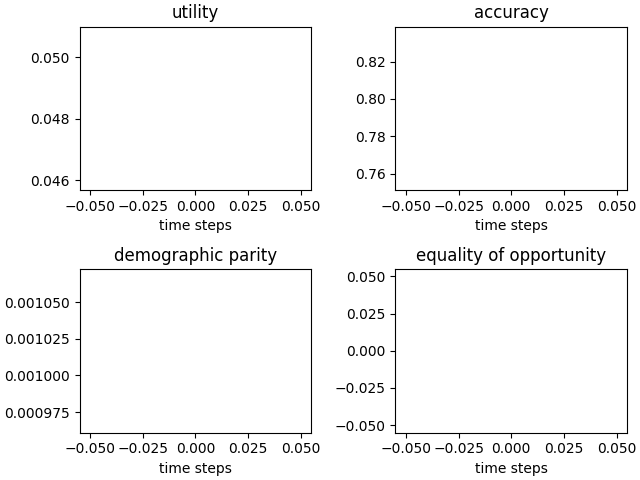 utility
0.050
0.048
0.046
−0.050 −0.025 0.000 0.025 0.050
time steps
accuracy
0.82
0.80
0.78
0.76
−0.050 −0.025 0.000 0.025 0.050
time steps
demographic parity
0.001050
0.001025
0.001000
0.000975
−0.050 −0.025 0.000 0.025 0.050
time steps
equality of opportunity
0.050
0.025
0.000
−0.025
−0.050
−0.050 −0.025 0.000 0.025 0.050
time steps